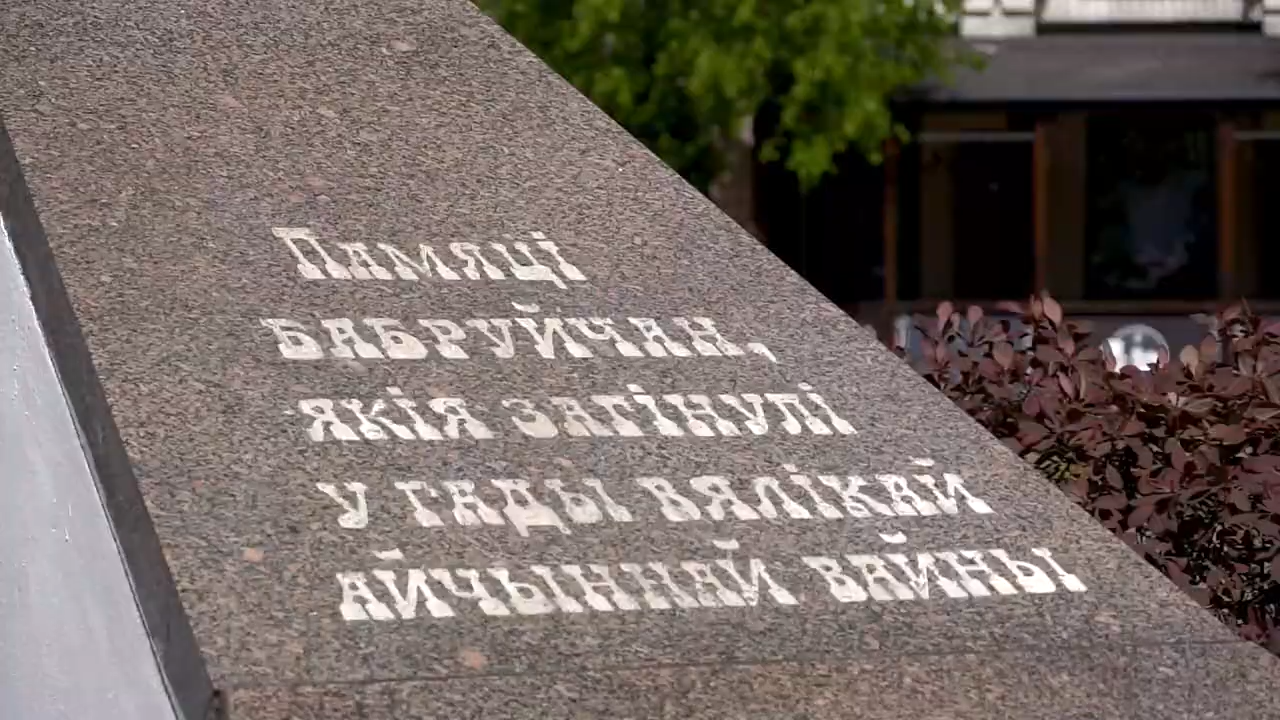 Памяці
бабруйчан,
якія загінулі
у гады Вялікай
Айчыннай вайны